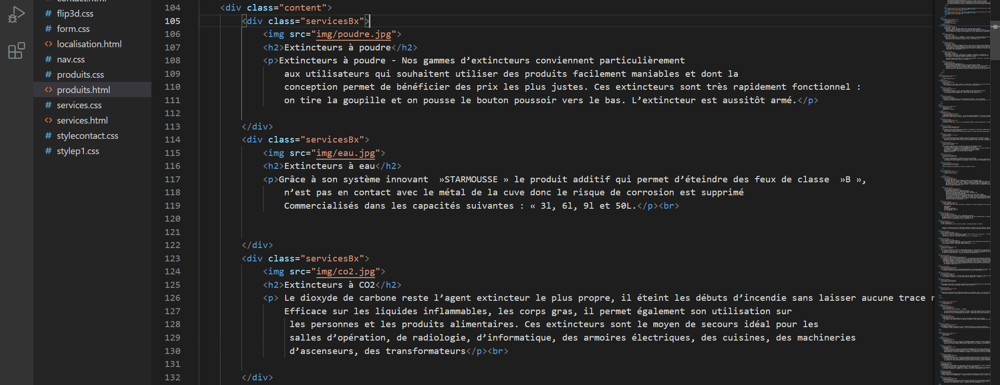 contact.html
# flip3d.css
# form.css
<> localisation.html
# nav.css
# produits.css
<> produits.html
# services.css
<> services.html
# stylecontact.css
# stylep1.css
104 <div class="content">
105 <div class="servicesBx">
106 <img src="img/poudre.jpg">
107 <h2>Extincteurs à poudre</h2>
108 <p>Extincteurs à poudre - Nos gammes d’extincteurs conviennent particulièrement
109 aux utilisateurs qui souhaitent utiliser des produits facilement maniables et dont la
110 conception permet de bénéficier des prix les plus justes. Ces extincteurs sont très rapidement fonctionnel :
111 on tire la goupille et on pousse le bouton poussoir vers le bas. L’extincteur est aussitôt armé.</p>
112
113 </div>
114 <div class="servicesBx">
115 <img src="img/eau.jpg">
116 <h2>Extincteurs à eau</h2>
117 <p>Grâce à son système innovant  »STARMOUSSE » le produit additif qui permet d’éteindre des feux de classe  »B »,
118 n’est pas en contact avec le métal de la cuve donc le risque de corrosion est supprimé
119 Commercialisés dans les capacités suivantes : « 3l, 6l, 9l et 50L.</p><br>
120
121
122 </div>
123 <div class="servicesBx">
124 <img src="img/co2.jpg">
125 <h2>Extincteurs à CO2</h2>
126 <p> Le dioxyde de carbone reste l’agent extincteur le plus propre, il éteint les débuts d’incendie sans laisser aucune trace
127 Efficace sur les liquides inflammables, les corps gras, il permet également son utilisation sur
128 les personnes et les produits alimentaires. Ces extincteurs sont le moyen de secours idéal pour les
129 salles d’opération, de radiologie, d’informatique, des armoires électriques, des cuisines, des machineries
130 d’ascenseurs, des transformateurs</p><br>
131
132 </div>